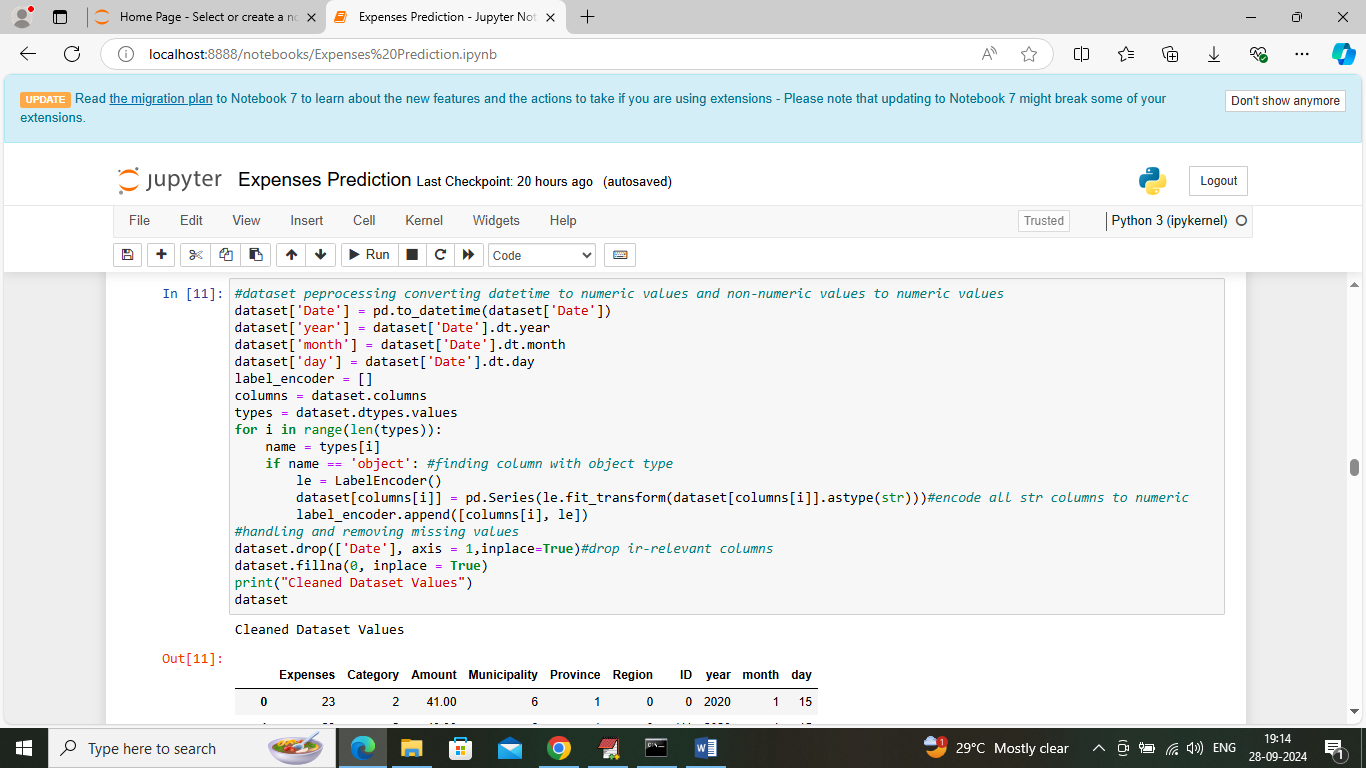 Home Page - Select or create a no
Expenses Prediction - Jupyter Not
localhost:8888/notebooks/Expenses%20Prediction.ipynb
UPDATE Read the migration plan to Notebook 7 to learn about the new features and the actions to take if you are using extensions - Please note that updating to Notebook 7 might break some of your
extensions.
Don't show anymore
jupyter Expenses Prediction Last Checkpoint: 20 hours ago (autosaved)
Logout
File Edit View Insert Cell Kernel Widgets Help
Trusted
Python 3 (ipykernel)
Run
Code
In [11]:
#dataset peprocessing converting datetime to numeric values and non-numeric values to numeric values
dataset['Date'] = pd.to_datetime(dataset['Date'])
dataset['year'] = dataset['Date'].dt.year
dataset['month'] = dataset['Date'].dt.month
dataset['day'] = dataset['Date'].dt.day
label_encoder = []
columns = dataset.columns
types = dataset.dtypes.values
for i in range(len(types)):
    name = types[i]
    if name == 'object': #finding column with object type
        le = LabelEncoder()
        dataset[columns[i]] = pd.Series(le.fit_transform(dataset[columns[i]].astype(str)))#encode all str columns to numeric
        label_encoder.append([columns[i], le])
#handling and removing missing values
dataset.drop(['Date'], axis = 1,inplace=True)#drop ir-relevant columns
dataset.fillna(0, inplace = True)
print("Cleaned Dataset Values")
dataset
Cleaned Dataset Values
Out[11]:
Expenses Category Amount Municipality Province Region ID year month day
0 23 2 41.00 6 1 0 0 2020 1 15
Type here to search
29°C Mostly clear
ENG
19:14
28-09-2024